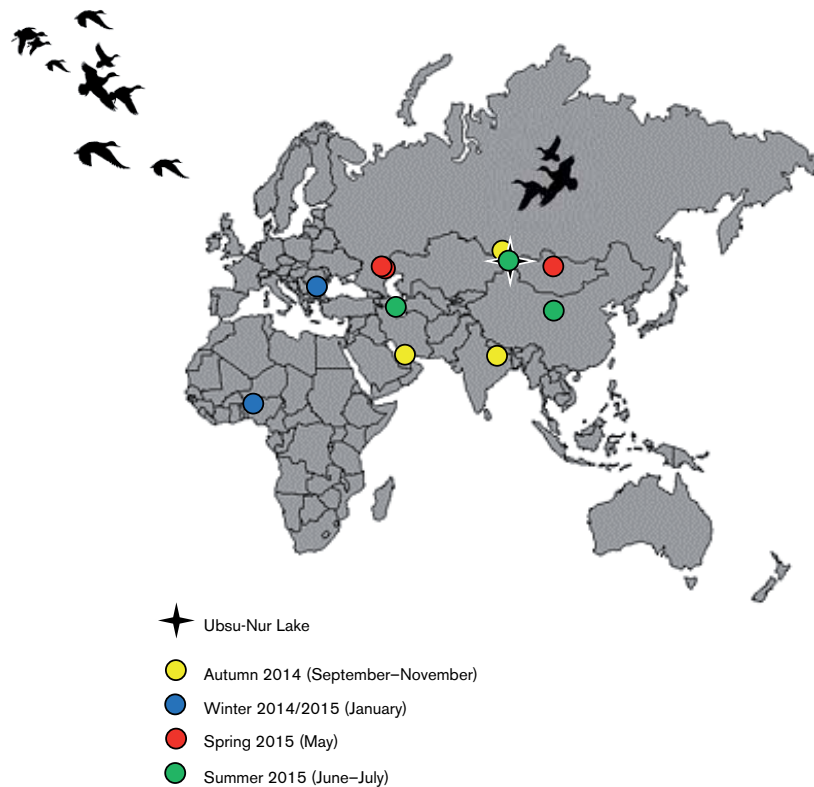 Ubsu-Nur Lake
Autumn 2014 (September–November)
Winter 2014/2015 (January)
Spring 2015 (May)
Summer 2015 (June–July)